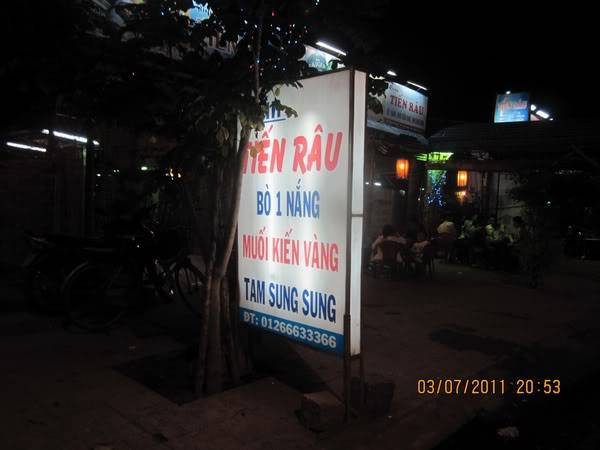 TIẾN RÂU
BÒ 1 NẮNG
MUỐI KIẾN VÀNG
TAM SUNG SUNG
ĐT: 01266633366
TIẾN RÂU
03/07/2011 20:53